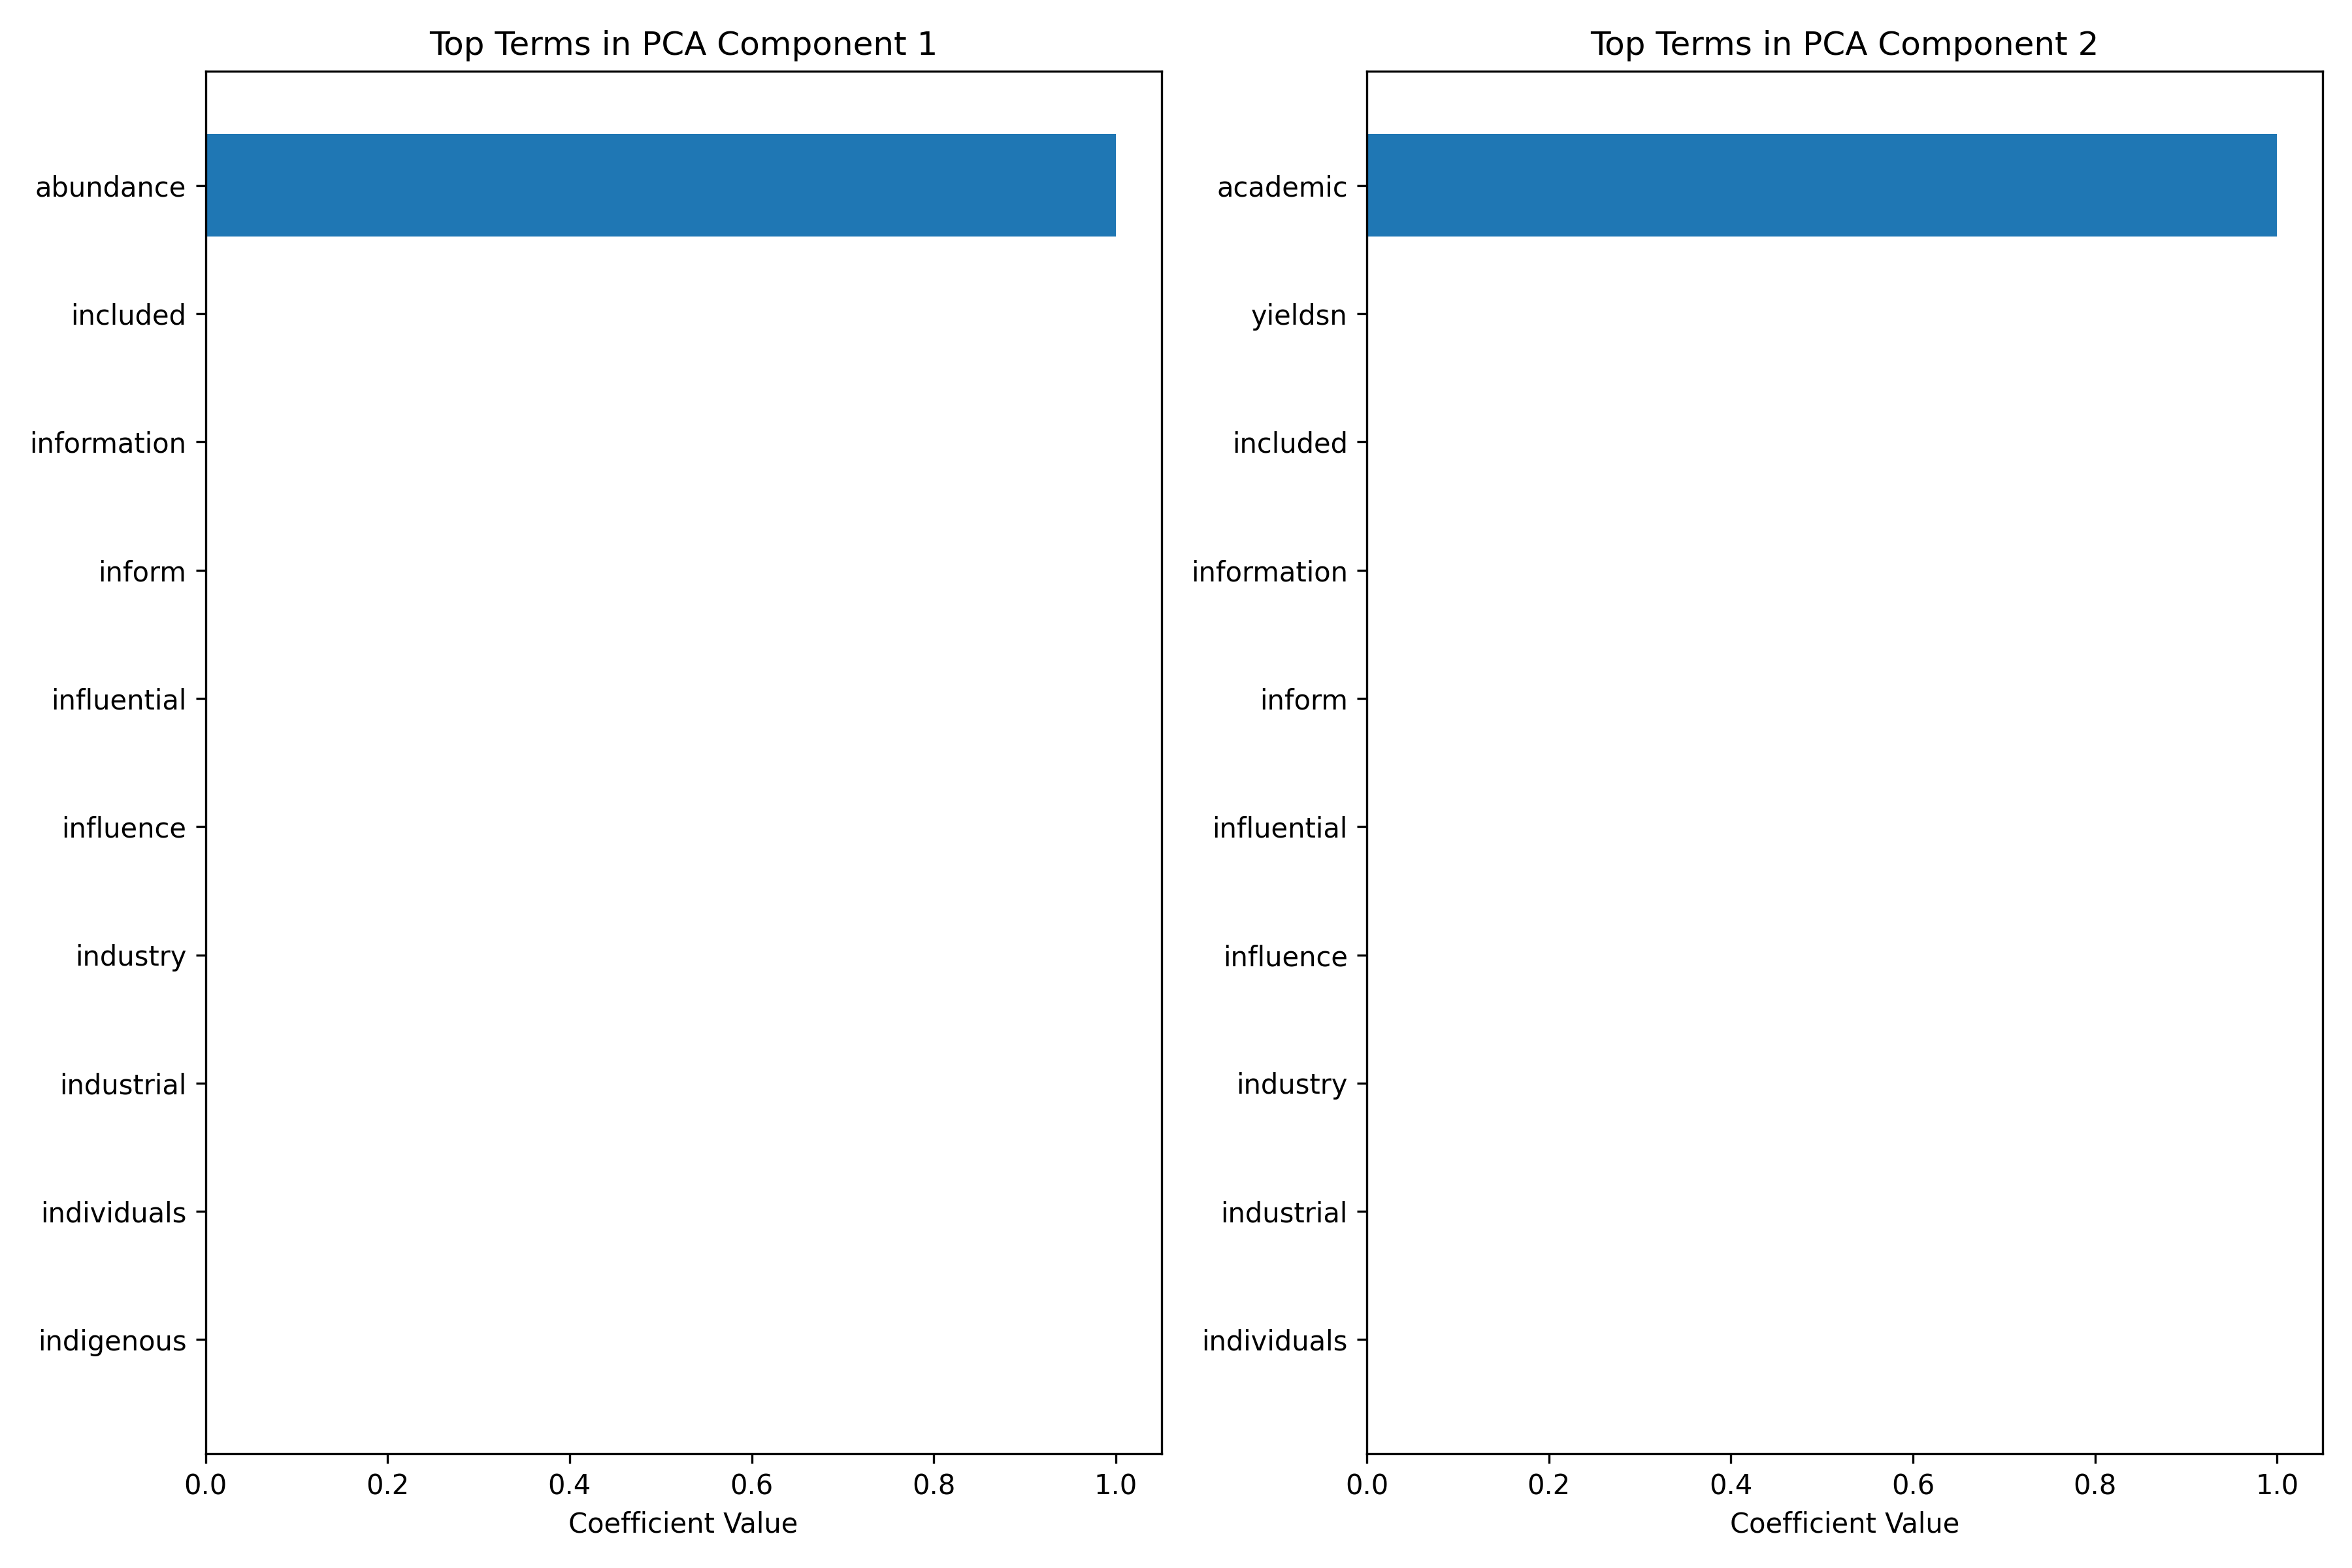 Top Terms in PCA Component 1
abundance
included
information
inform
influential
influence
industry
industrial
individuals
indigenous
0.0 0.2 0.4 0.6 0.8 1.0
Coefficient Value
Top Terms in PCA Component 2
academic
yieldsn
included
information
inform
influential
influence
industry
industrial
individuals
0.0 0.2 0.4 0.6 0.8 1.0
Coefficient Value